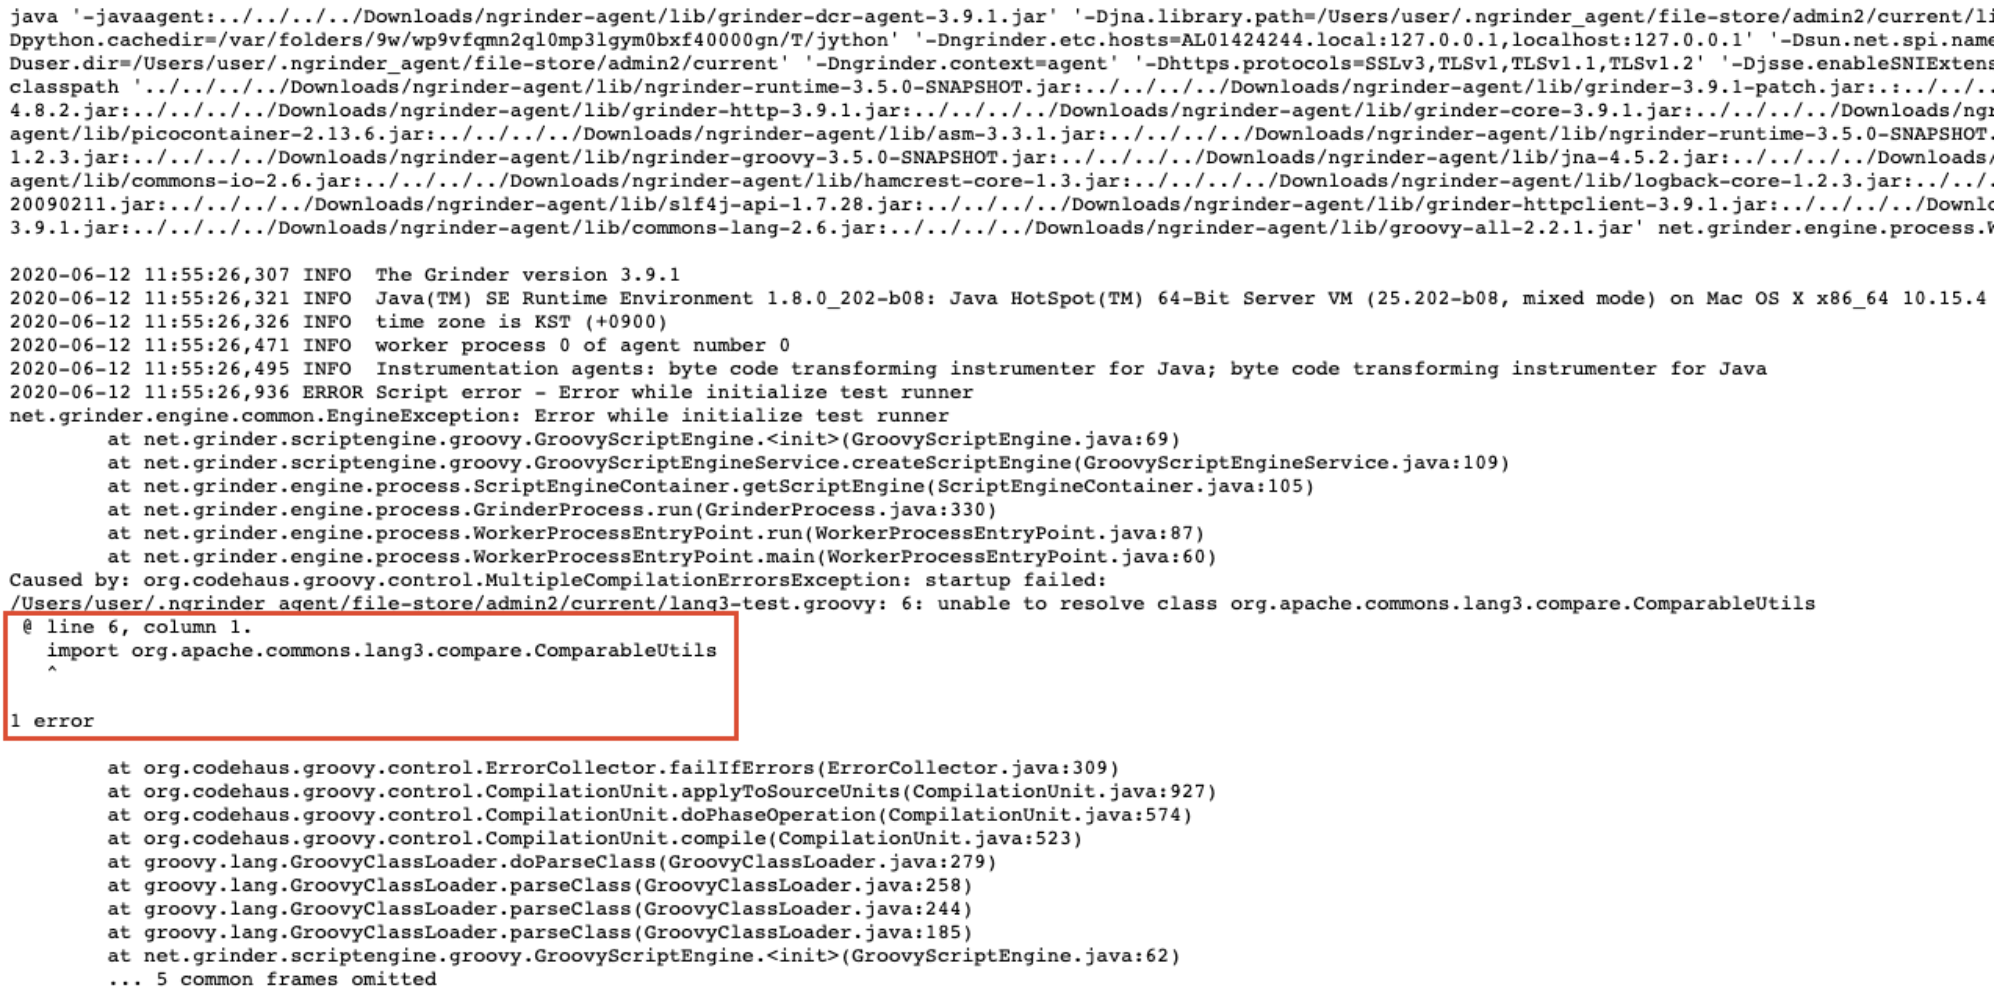 java '-javaagent:../../../../Downloads/ngrinder-agent/lib/grinder-dcr-agent-3.9.1.jar' '-Djna.library.path=/Users/user/.ngrinder_agent/file-store/admin2/current/li
Dpython.cachedir=/var/folders/9w/wp9vfqmn2ql0mp3lgym0bxf40000gn/T/jython' '-Dngrinder.etc.hosts=AL01424244.local:127.0.0.1,localhost:127.0.0.1' '-Dsun.net.spi.name
Duser.dir=/Users/user/.ngrinder_agent/file-store/admin2/current' '-Dngrinder.context=agent' '-Dhttps.protocols=SSLv3,TLSv1,TLSv1.1,TLSv1.2' '-Djsse.enableSNIExtens
classpath '../../../../Downloads/ngrinder-agent/lib/ngrinder-runtime-3.5.0-SNAPSHOT.jar:../../../../Downloads/ngrinder-agent/lib/grinder-3.9.1-patch.jar:.:../../..
4.8.2.jar:../../../../Downloads/ngrinder-agent/lib/grinder-http-3.9.1.jar:../../../../Downloads/ngrinder-agent/lib/grinder-core-3.9.1.jar:../../../../Downloads/ngr
agent/lib/picocontainer-2.13.6.jar:../../../../Downloads/ngrinder-agent/lib/asm-3.3.1.jar:../../../../Downloads/ngrinder-agent/lib/ngrinder-runtime-3.5.0-SNAPSHOT.
1.2.3.jar:../../../../Downloads/ngrinder-agent/lib/ngrinder-groovy-3.5.0-SNAPSHOT.jar:../../../../Downloads/ngrinder-agent/lib/jna-4.5.2.jar:../../../../Downloads/
agent/lib/commons-io-2.6.jar:../../../../Downloads/ngrinder-agent/lib/hamcrest-core-1.3.jar:../../../../Downloads/ngrinder-agent/lib/logback-core-1.2.3.jar:../../.
20090211.jar:../../../../Downloads/ngrinder-agent/lib/slf4j-api-1.7.28.jar:../../../../Downloads/ngrinder-agent/lib/grinder-httpclient-3.9.1.jar:../../../../Downlo
3.9.1.jar:../../../../Downloads/ngrinder-agent/lib/commons-lang-2.6.jar:../../../../Downloads/ngrinder-agent/lib/groovy-all-2.2.1.jar' net.grinder.engine.process.W
2020-06-12 11:55:26,307 INFO  The Grinder version 3.9.1
2020-06-12 11:55:26,321 INFO  Java(TM) SE Runtime Environment 1.8.0_202-b08: Java HotSpot(TM) 64-Bit Server VM (25.202-b08, mixed mode) on Mac OS X x86_64 10.15.4
2020-06-12 11:55:26,326 INFO  time zone is KST (+0900)
2020-06-12 11:55:26,471 INFO  worker process 0 of agent number 0
2020-06-12 11:55:26,495 INFO  Instrumentation agents: byte code transforming instrumenter for Java; byte code transforming instrumenter for Java
2020-06-12 11:55:26,936 ERROR Script error - Error while initialize test runner
net.grinder.engine.common.EngineException: Error while initialize test runner
at net.grinder.scriptengine.groovy.GroovyScriptEngine.<init>(GroovyScriptEngine.java:69)
at net.grinder.scriptengine.groovy.GroovyScriptEngineService.createScriptEngine(GroovyScriptEngineService.java:109)
at net.grinder.engine.process.ScriptEngineContainer.getScriptEngine(ScriptEngineContainer.java:105)
at net.grinder.engine.process.GrinderProcess.run(GrinderProcess.java:330)
at net.grinder.engine.process.WorkerProcessEntryPoint.run(WorkerProcessEntryPoint.java:87)
at net.grinder.engine.process.WorkerProcessEntryPoint.main(WorkerProcessEntryPoint.java:60)
Caused by: org.codehaus.groovy.control.MultipleCompilationErrorsException: startup failed:
/Users/user/.ngrinder_agent/file-store/admin2/current/lang3-test.groovy: 6: unable to resolve class org.apache.commons.lang3.compare.ComparableUtils
@ line 6, column 1.
import org.apache.commons.lang3.compare.ComparableUtils
^
1 error
at org.codehaus.groovy.control.ErrorCollector.failIfErrors(ErrorCollector.java:309)
at org.codehaus.groovy.control.CompilationUnit.applyToSourceUnits(CompilationUnit.java:927)
at org.codehaus.groovy.control.CompilationUnit.doPhaseOperation(CompilationUnit.java:574)
at org.codehaus.groovy.control.CompilationUnit.compile(CompilationUnit.java:523)
at groovy.lang.GroovyClassLoader.doParseClass(GroovyClassLoader.java:279)
at groovy.lang.GroovyClassLoader.parseClass(GroovyClassLoader.java:258)
at groovy.lang.GroovyClassLoader.parseClass(GroovyClassLoader.java:244)
at groovy.lang.GroovyClassLoader.parseClass(GroovyClassLoader.java:185)
at net.grinder.scriptengine.groovy.GroovyScriptEngine.<init>(GroovyScriptEngine.java:62)
... 5 common frames omitted